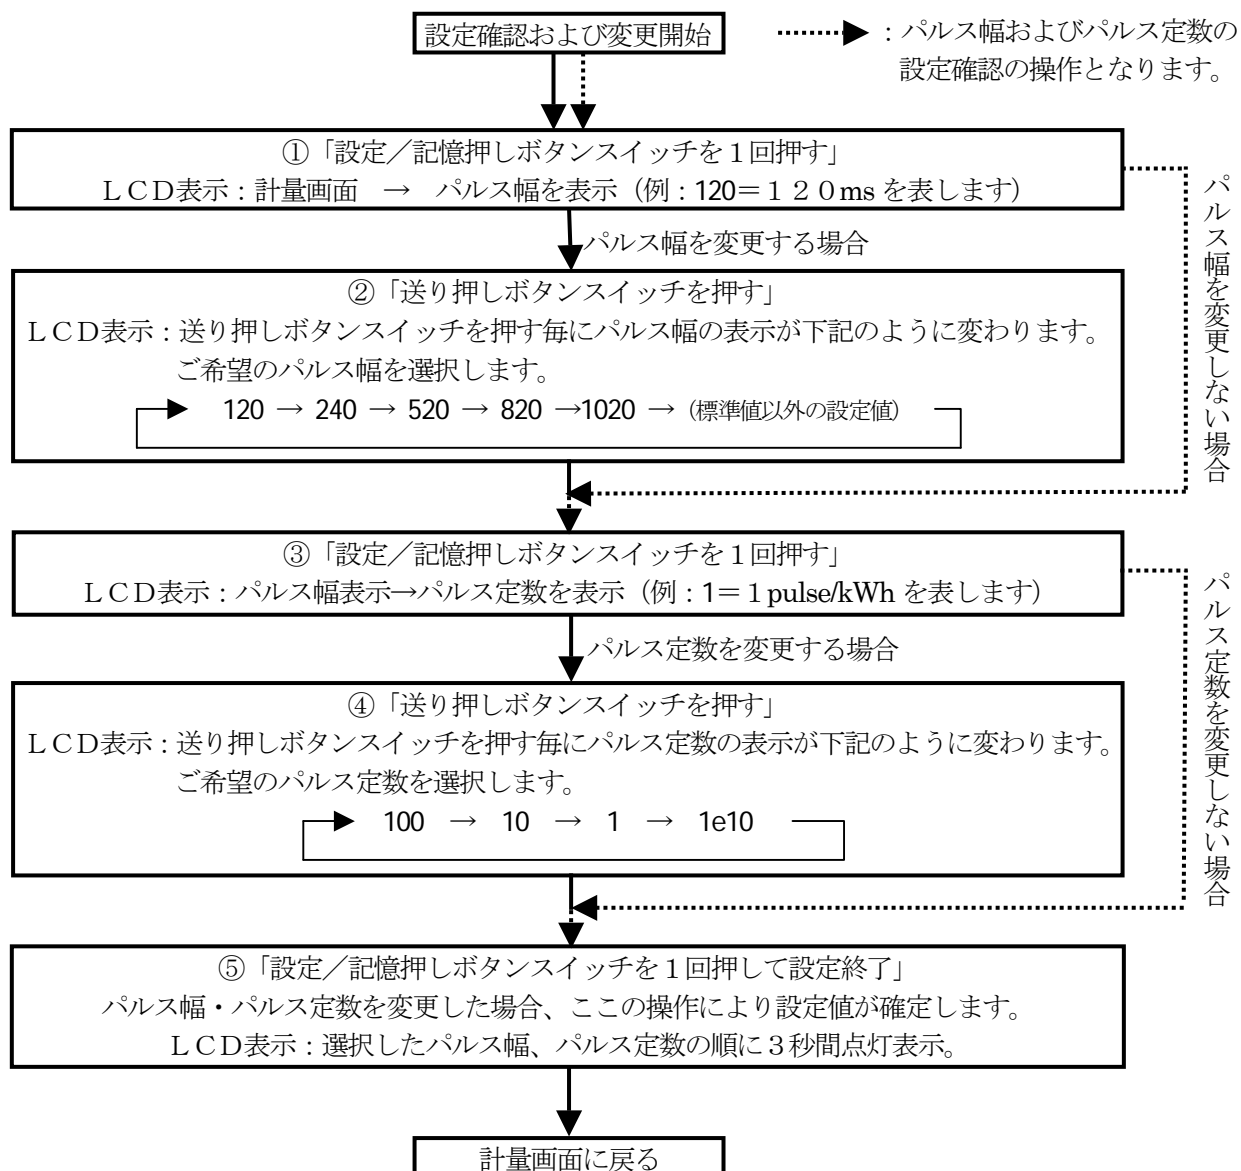 設定確認および変更開始
：パルス幅およびパルス定数の
設定確認の操作となります。
①「設定／記憶押しボタンスイッチを１回押す」
ＬＣＤ表示：計量画面　→　パルス幅を表示（例：120＝１２０ms を表します）
パルス幅を変更する場合
パルス幅を変更しない場合
②「送り押しボタンスイッチを押す」
ＬＣＤ表示：送り押しボタンスイッチを押す毎にパルス幅の表示が下記のように変わります。
ご希望のパルス幅を選択します。
120 → 240 → 520 → 820 →1020 → (標準値以外の設定値)
③「設定／記憶押しボタンスイッチを１回押す」
ＬＣＤ表示：パルス幅表示→パルス定数を表示（例：1＝１pulse/kWh を表します）
パルス定数を変更する場合
パルス定数を変更しない場合
④「送り押しボタンスイッチを押す」
ＬＣＤ表示：送り押しボタンスイッチを押す毎にパルス定数の表示が下記のように変わります。
ご希望のパルス定数を選択します。
100 → 10 → 1 → 1e10
⑤「設定／記憶押しボタンスイッチを１回押して設定終了」
パルス幅・パルス定数を変更した場合、ここの操作により設定値が確定します。
ＬＣＤ表示：選択したパルス幅、パルス定数の順に３秒間点灯表示。
計量画面に戻る